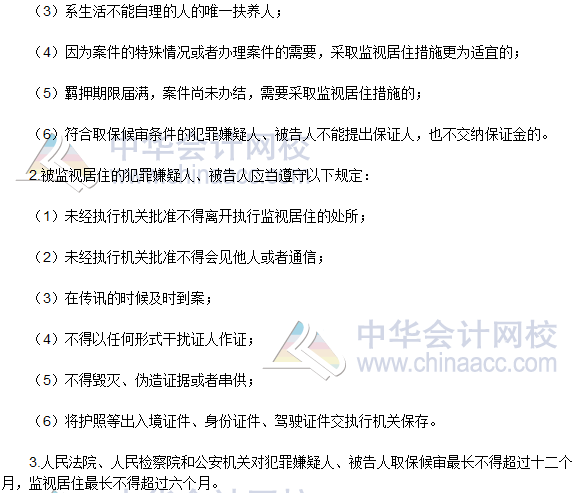 （3）系生活不能自理的人的唯一扶养人；
（4）因为案件的特殊情况或者办理案件的需要，采取监视居住措施更为适宜的；
（5）羁押期限届满，案件尚未办结，需要采取监视居住措施的；
（6）符合取保候审条件的犯罪嫌疑人、被告人不能提出保证人，也不交纳保证金的。
中华会计网校
www.chinaacc.com
2.被监视居住的犯罪嫌疑人、被告人应当遵守以下规定：
（1）未经执行机关批准不得离开执行监视居住的处所；
（2）未经执行机关批准不得会见他人或者通信；
（3）在传讯的时候及时到案；
（4）不得以任何形式干扰证人作证；
中华会计网校
www.chinaacc.com
（5）不得毁灭、伪造证据或者串供；
（6）将护照等出入境证件、身份证件、驾驶证件交执行机关保存。
3.人民法院、人民检察院和公安机关对犯罪嫌疑人、被告人取保候审最长不得超过十二个
月，监视居住最长不得超过六个月。